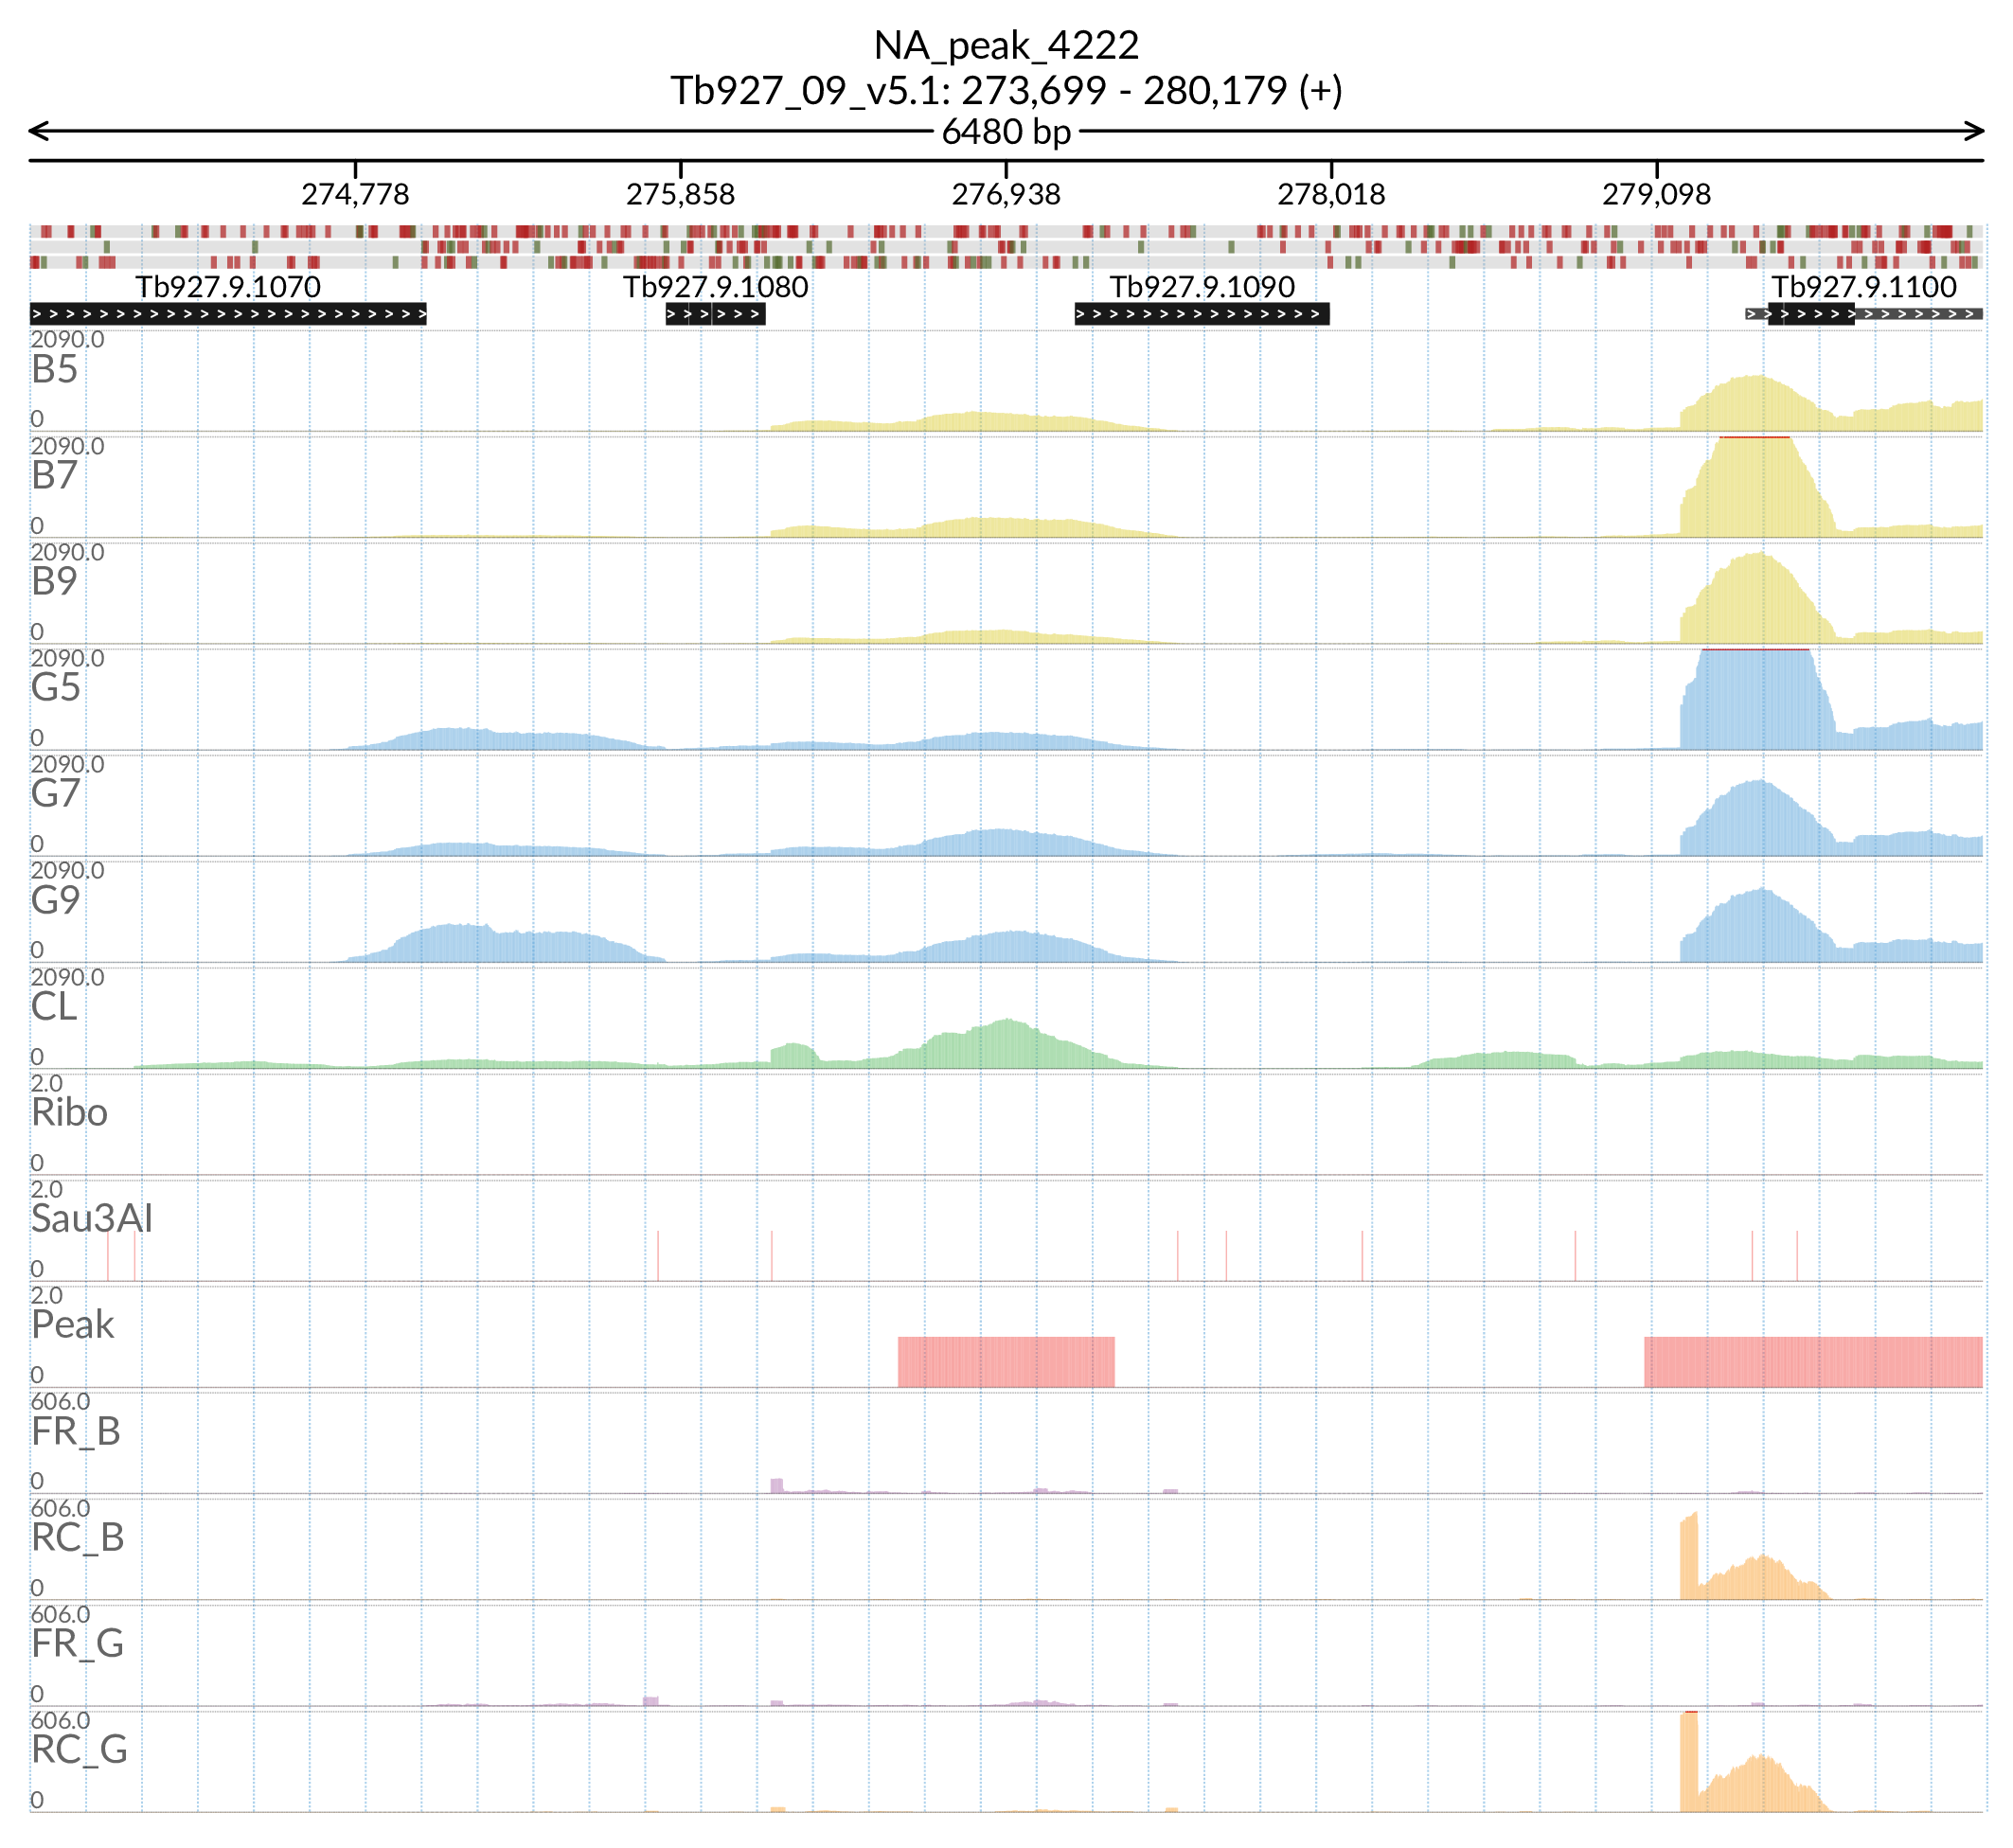 NA_peak_4222
Tb927_09_v5.1: 273,699 - 280,179 (+)
6480 bp
274,778 275,858 276,938 278,018 279,098
Tb927.9.1070 Tb927.9.1080 Tb927.9.1090 Tb927.9.1100
2090.0
B5
0
2090.0
B7
0
2090.0
B9
0
2090.0
G5
0
2090.0
G7
0
2090.0
G9
0
2090.0
CL
0
2.0
Ribo
0
2.0
Sau3AI
0
2.0
Peak
0
606.0
FR_B
0
606.0
RC_B
0
606.0
FR_G
0
606.0
RC_G
0